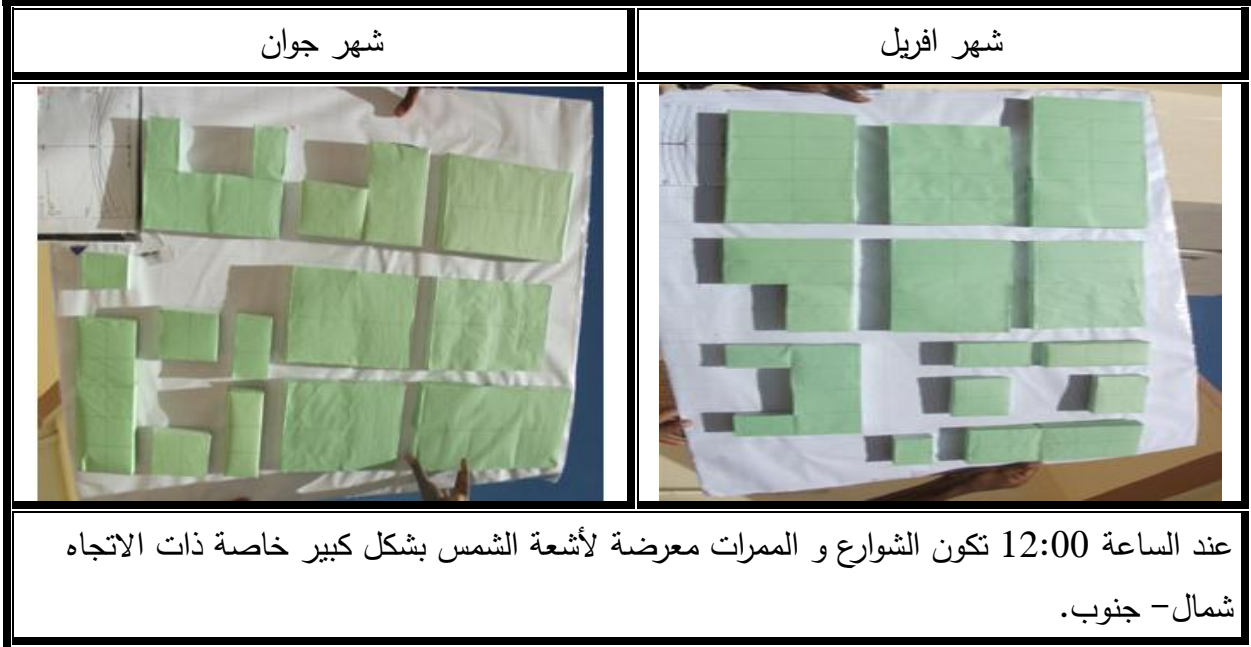 شهر افريل
شهر جوان
عند الساعة 12:00 تكون الشوارع و الممرات معرضة لأشعة الشمس بشكل كبير خاصة ذات الاتجاه
شمال- جنوب.